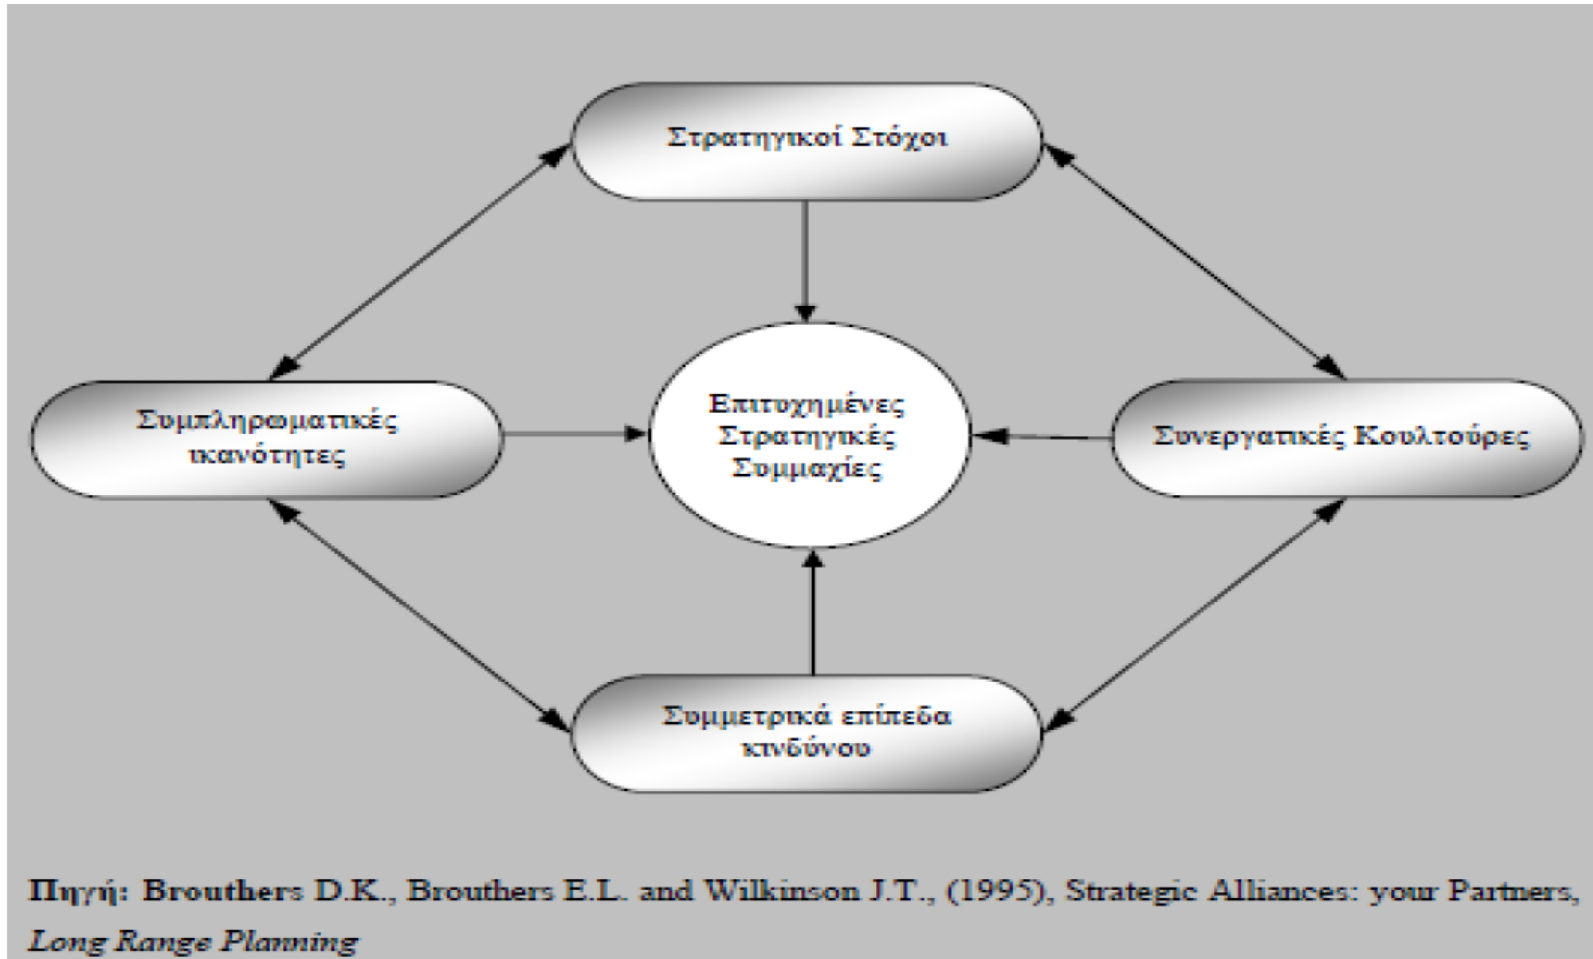 Στρατηγικοί Στόχοι
Συμπληρωματικές
ικανότητες
Επιτυχημένες
Στρατηγικές
Συμμαχίες
Συνεργατικές Κουλτούρες
Συμμετρικά επίπεδα
κινδύνου
Πηγή: Brouthers D.K., Brouthers E.L. and Wilkinson J.T., (1995), Strategic Alliances: your Partners,
Long Range Planning